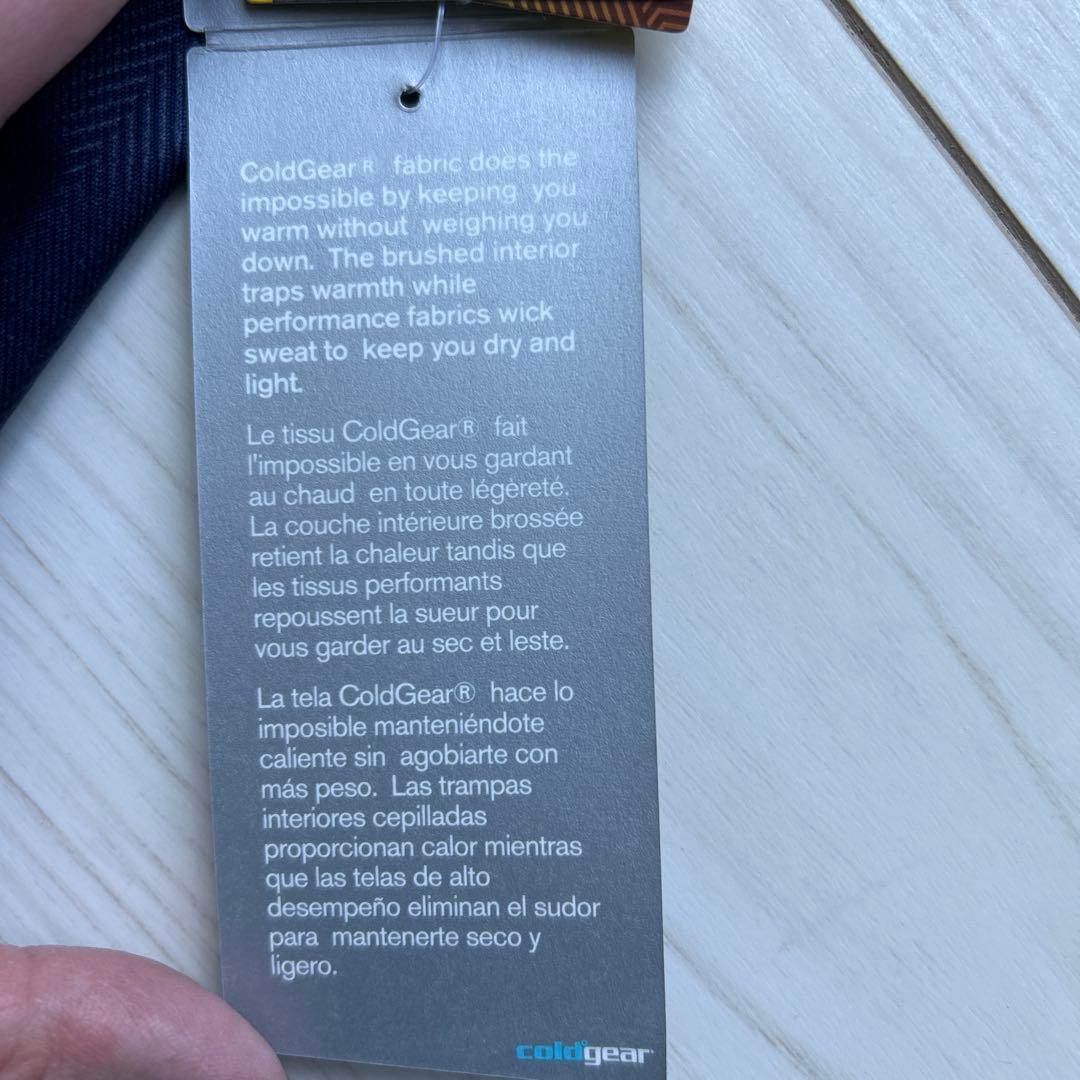 ColdGear® fabric does the
impossible by keeping you
warm without weighing you
down. The brushed interior
traps warmth while
performance fabrics wick
sweat to keep you dry and
light.
Le tissu ColdGear® fait
l'impossible en vous gardant
au chaud en toute légèreté.
La couche intérieure brossée
retient la chaleur tandis que
les tissus performants
repoussent la sueur pour
vous garder au sec et leste.
La tela ColdGear® hace lo
imposible manteniéndote
caliente sin agobiarte con
más peso. Las trampas
interiores cepilladas
proporcionan calor mientras
que las telas de alto
desempeño eliminan el sudor
para mantenerte seco y
ligero.
coldgear